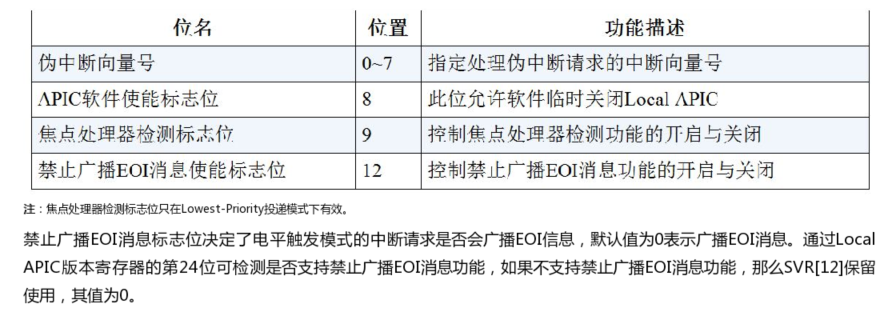 位名 位置 功能描述
伪中断向量号 0~7 指定处理伪中断请求的中断向量号
APIC软件使能标志位 8 此位允许软件临时关闭Local APIC
焦点处理器检测标志位 9 控制焦点处理器检测功能的开启与关闭
禁止广播EOI消息使能标志位 12 控制禁止广播EOI消息功能的开启与关闭
注：焦点处理器检测标志位只在Lowest-Priority投递模式下有效。
禁止广播EOI消息标志位决定了电平触发模式的中断请求是否会广播EOI信息，默认值为0表示广播EOI消息。通过Local
APIC版本寄存器的第24位可检测是否支持禁止广播EOI消息功能，如果不支持禁止广播EOI消息功能，那么SVR[12]保留
使用，其值为0。